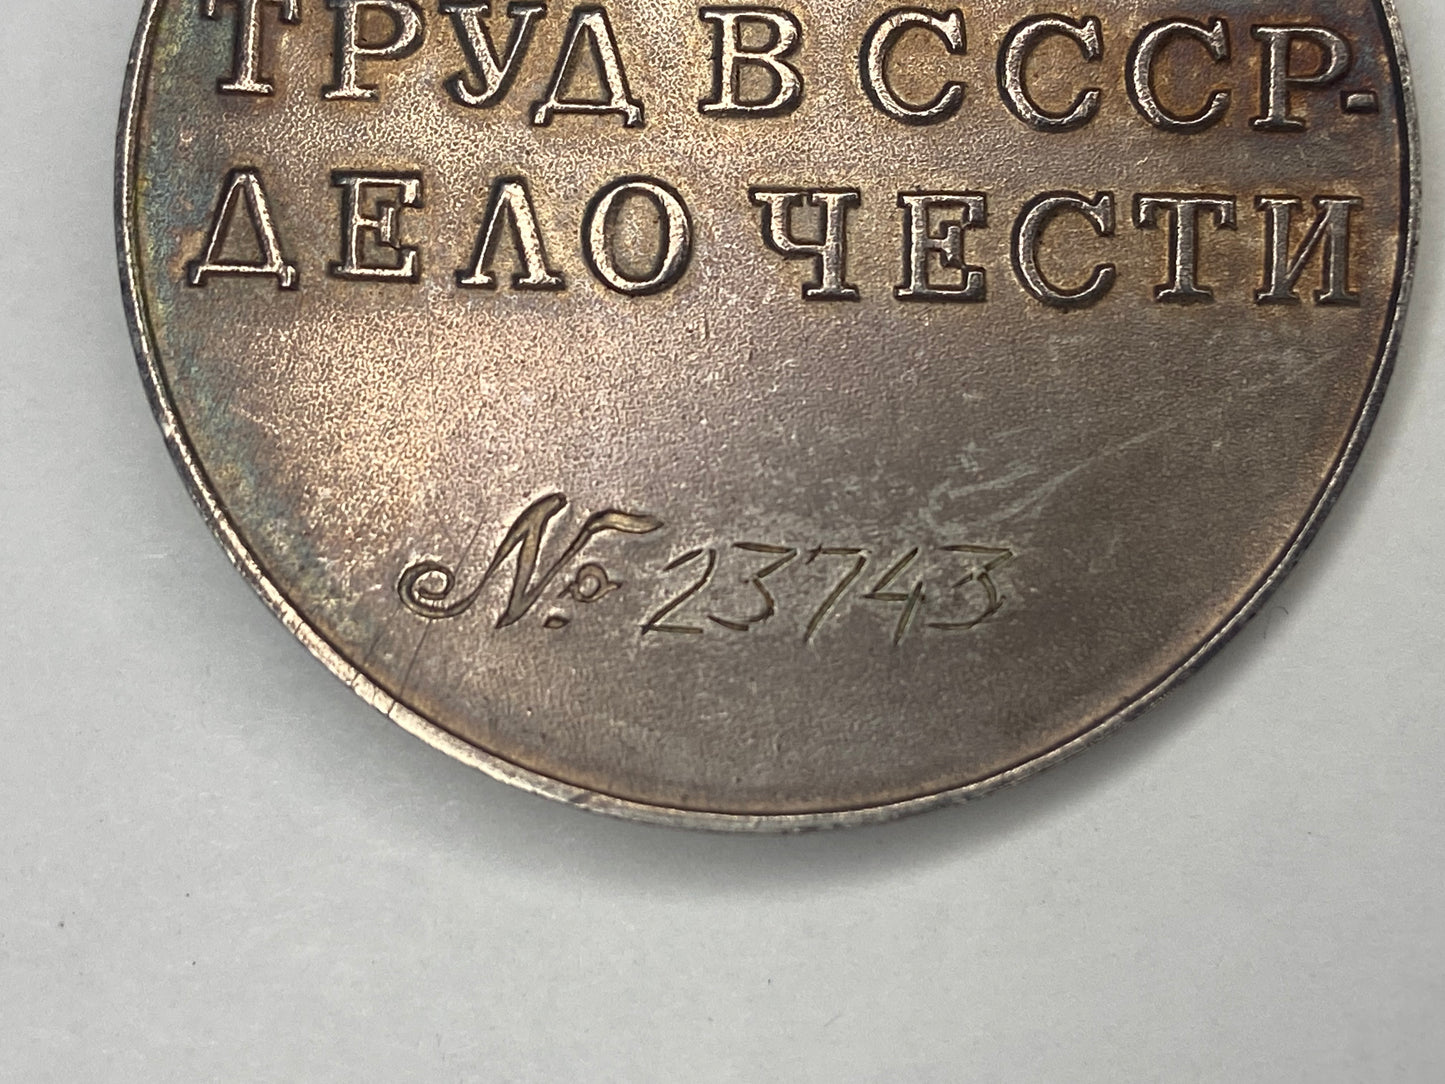 ТРУД В СССР-
ДЕЛО ЧЕСТИ
№ 23743